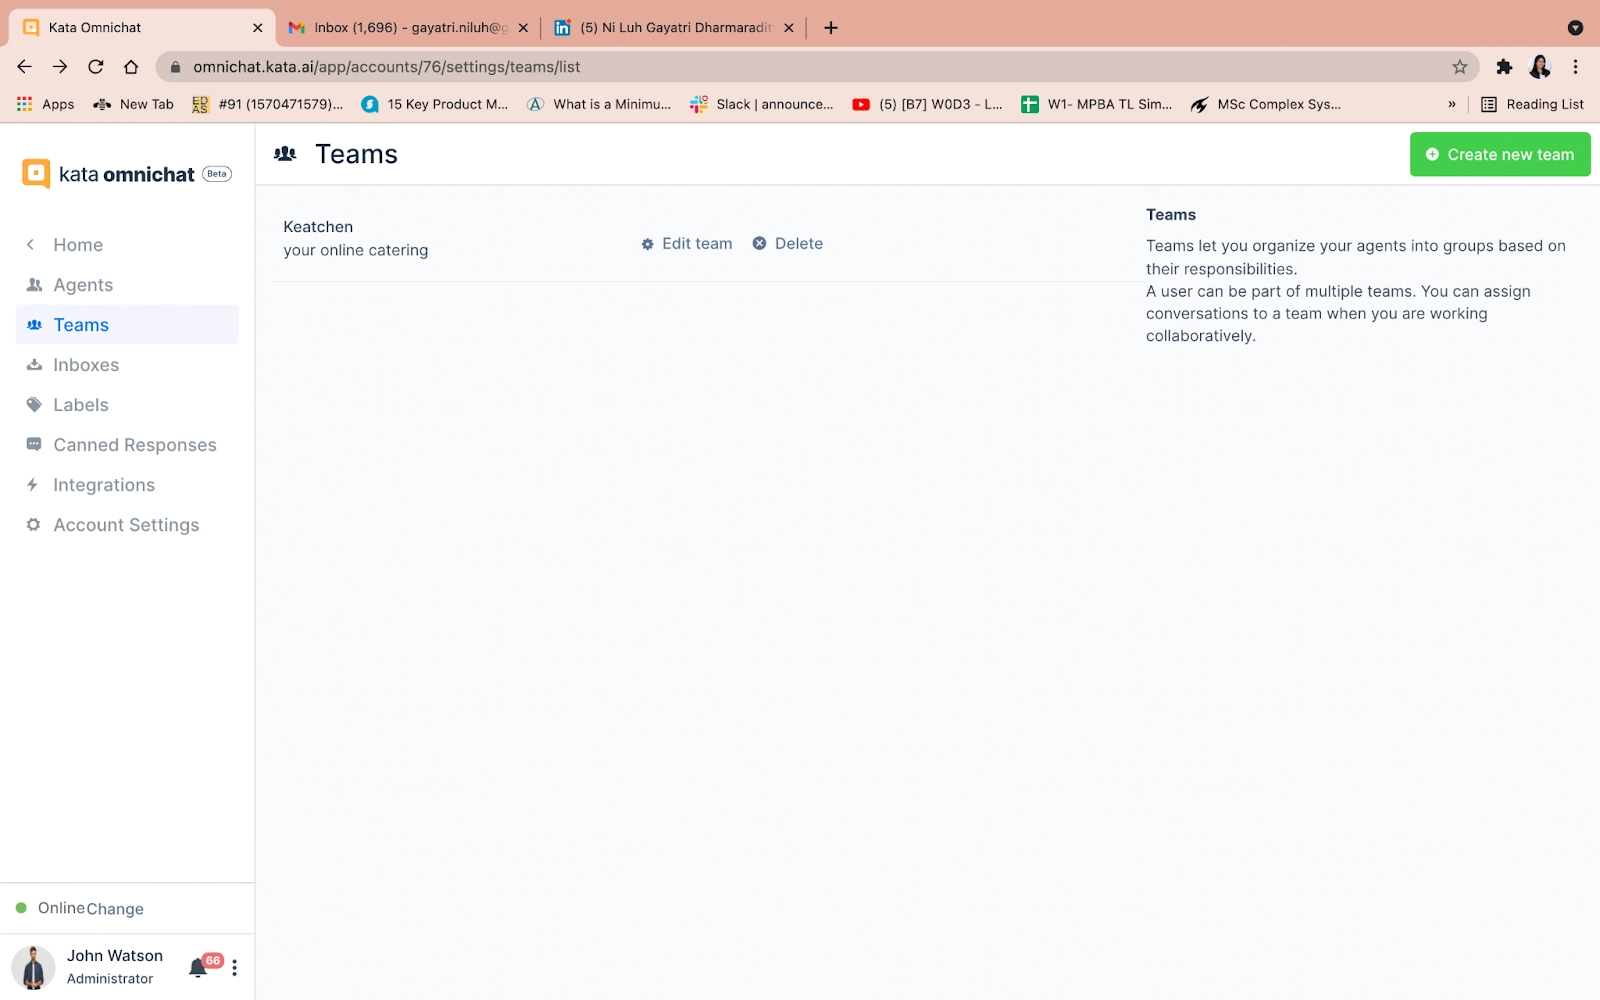 Kata Omnichat
Inbox (1,696) - gayatri.niluh@g
(5) Ni Luh Gayatri Dharmaradit
omnichat.kata.ai/app/accounts/76/settings/teams/list
Apps
New Tab
#91 (1570471579)...
15 Key Product M...
What is a Minimu...
Slack | announce...
(5) [B7] W0D3 - L...
W1- MPBA TL Sim...
MSc Complex Sys...
»
Reading List
kata omnichat Beta
Home
Agents
Teams
Inboxes
Labels
Canned Responses
Integrations
Account Settings
Online Change
John Watson
Administrator
66
Teams
Create new team
Keatchen
your online catering
Edit team
Delete
Teams
Teams let you organize your agents into groups based on
their responsibilities.
A user can be part of multiple teams. You can assign
conversations to a team when you are working
collaboratively.